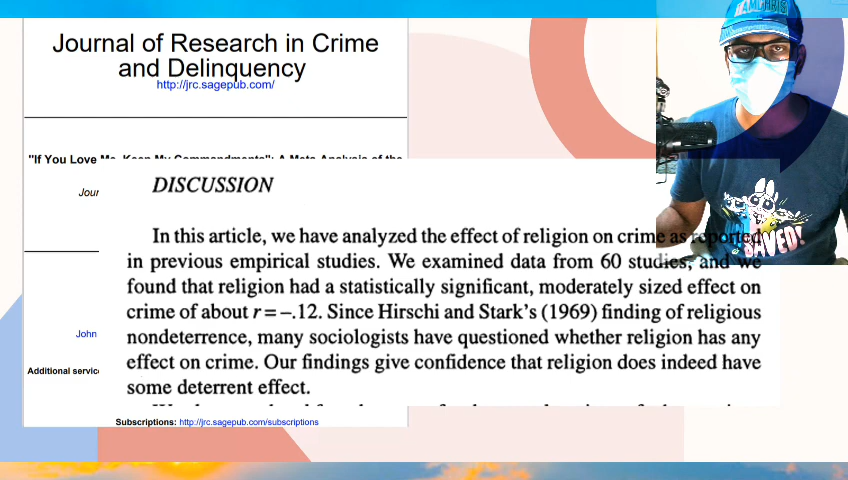 Journal of Research in Crime
and Delinquency
http://jrc.sagepub.com/
"If You Love Me, Keep My Commandments": A Meta-Analysis of the
Jour
DISCUSSION
In this article, we have analyzed the effect of religion on crime as reported
in previous empirical studies. We examined data from 60 studies, and we
found that religion had a statistically significant, moderately sized effect on
crime of about r = –.12. Since Hirschi and Stark's (1969) finding of religious
nondeterrence, many sociologists have questioned whether religion has any
effect on crime. Our findings give confidence that religion does indeed have
some deterrent effect.
John
Additional service
Subscriptions: http://jrc.sagepub.com/subscriptions
IAMCHRIS
SAVED!